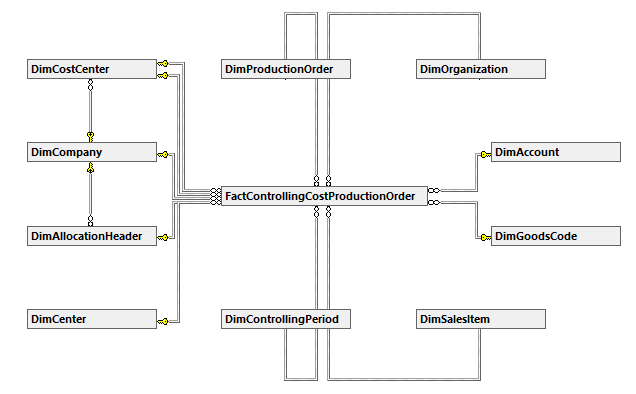 DimCostCenter
DimProductionOrder
DimOrganization
DimCompany
DimAccount
FactControllingCostProductionOrder
DimAllocationHeader
DimGoodsCode
DimCenter
DimControllingPeriod
DimSalesItem